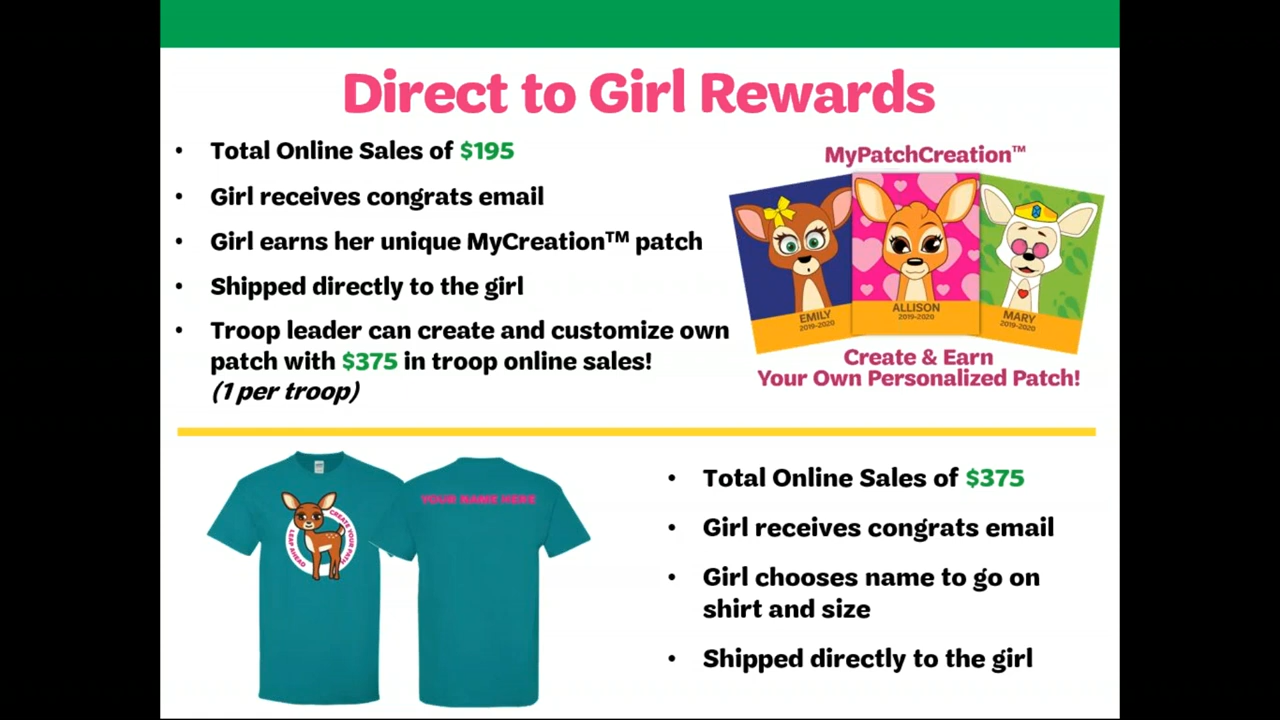 Direct to Girl Rewards
• Total Online Sales of $195
• Girl receives congrats email
• Girl earns her unique MyCreation™ patch
• Shipped directly to the girl
• Troop leader can create and customize own
patch with $375 in troop online sales!
(1 per troop)
MyPatchCreation™
EMILY
2019-2020
ALLISON
2019-2020
MARY
2019-2020
Create & Earn
Your Own Personalized Patch!
LEAP AHEAD
CREATE YOUR PATH
YOUR NAME HERE
• Total Online Sales of $375
• Girl receives congrats email
• Girl chooses name to go on
shirt and size
• Shipped directly to the girl